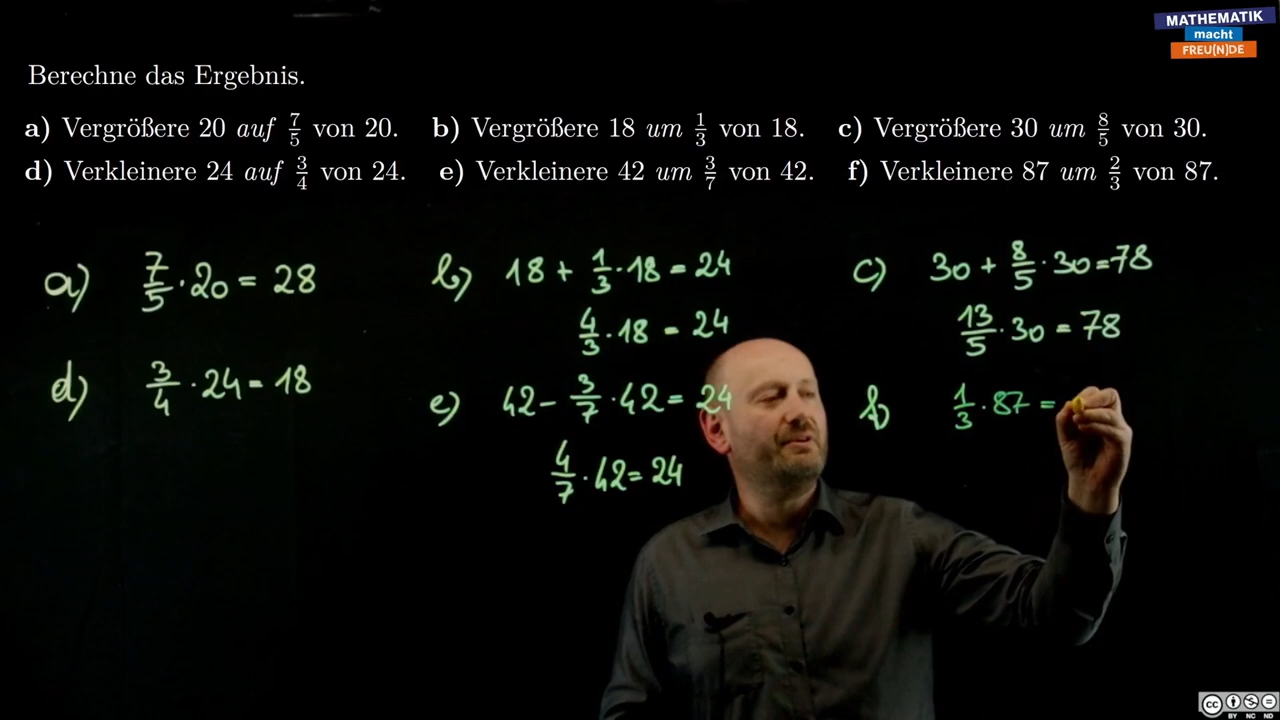 MATHEMATIK
macht
FREU(N)DE
Berechne das Ergebnis.
a) Vergrößere 20 auf 7/5 von 20. b) Vergrößere 18 um 1/3 von 18. c) Vergrößere 30 um 8/5 von 30.
d) Verkleinere 24 auf 3/4 von 24. e) Verkleinere 42 um 3/7 von 42. f) Verkleinere 87 um 2/3 von 87.
a) 7/5 · 20 = 28
b) 18 + 1/3 · 18 = 24
4/3 · 18 = 24
c) 30 + 8/5 · 30 = 78
13/5 · 30 = 78
d) 3/4 · 24 = 18
e) 42 − 3/7 · 42 = 24
4/7 · 42 = 24
f) 1/3 · 87 =
cc BY NC ND